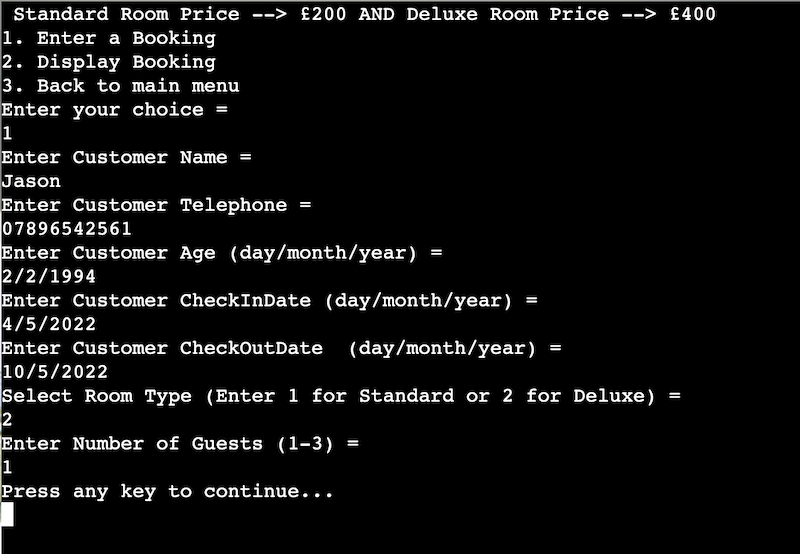 Standard Room Price --> £200 AND Deluxe Room Price --> £400
1. Enter a Booking
2. Display Booking
3. Back to main menu
Enter your choice =
1
Enter Customer Name =
Jason
Enter Customer Telephone =
07896542561
Enter Customer Age (day/month/year) =
2/2/1994
Enter Customer CheckInDate (day/month/year) =
4/5/2022
Enter Customer CheckOutDate  (day/month/year) =
10/5/2022
Select Room Type (Enter 1 for Standard or 2 for Deluxe) =
2
Enter Number of Guests (1-3) =
1
Press any key to continue...